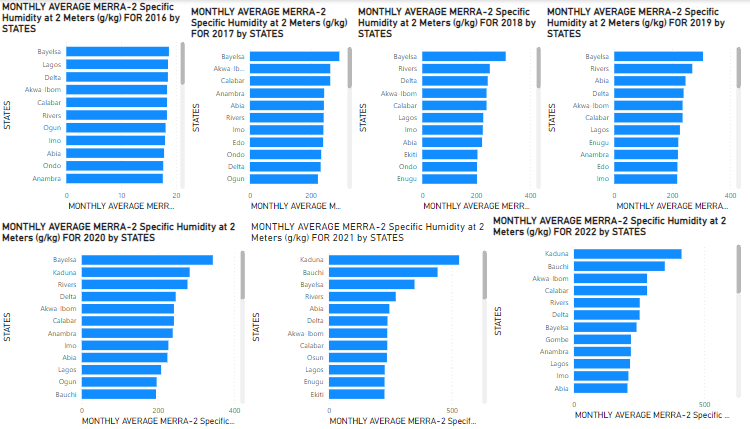 MONTHLY AVERAGE MERRA-2 Specific
Humidity at 2 Meters (g/kg) FOR 2016 by
STATES
STATES
Bayelsa
Lagos
Delta
Akwa Ibom
Calabar
Rivers
Ogun
Imo
Abia
Ondo
Anambra
0 10 20
MONTHLY AVERAGE MERR...
MONTHLY AVERAGE MERRA-2
Specific Humidity at 2 Meters (g/kg)
FOR 2017 by STATES
STATES
Bayelsa
Akwa Ib...
Calabar
Anambra
Abia
Rivers
Imo
Edo
Ondo
Delta
Ogun
0 200
MONTHLY AVERAGE M...
MONTHLY AVERAGE MERRA-2 Specific
Humidity at 2 Meters (g/kg) FOR 2018 by
STATES
STATES
Bayelsa
Rivers
Delta
Akwa Ibom
Calabar
Lagos
Imo
Abia
Ekiti
Ondo
Enugu
0 200 400
MONTHLY AVERAGE MERR...
MONTHLY AVERAGE MERRA-2 Specific
Humidity at 2 Meters (g/kg) FOR 2019 by
STATES
STATES
Bayelsa
Rivers
Abia
Delta
Akwa Ibom
Calabar
Lagos
Enugu
Anambra
Edo
Imo
0 200 400
MONTHLY AVERAGE MERRA...
MONTHLY AVERAGE MERRA-2 Specific Humidity at 2
Meters (g/kg) FOR 2020 by STATES
STATES
Bayelsa
Kaduna
Rivers
Delta
Akwa Ibom
Calabar
Anambra
Imo
Abia
Lagos
Ogun
Bauchi
0 200 400
MONTHLY AVERAGE MERRA-2 Specific...
MONTHLY AVERAGE MERRA-2 Specific Humidity at 2
Meters (g/kg) FOR 2021 by STATES
STATES
Kaduna
Bauchi
Bayelsa
Rivers
Abia
Delta
Akwa Ibom
Calabar
Osun
Lagos
Enugu
Ekiti
0 500
MONTHLY AVERAGE MERRA-2 Specif...
MONTHLY AVERAGE MERRA-2 Specific Humidity at 2
Meters (g/kg) FOR 2022 by STATES
STATES
Kaduna
Bauchi
Akwa Ibom
Calabar
Rivers
Delta
Bayelsa
Gombe
Anambra
Lagos
Imo
Abia
0 500
MONTHLY AVERAGE MERRA-2 Specific ...